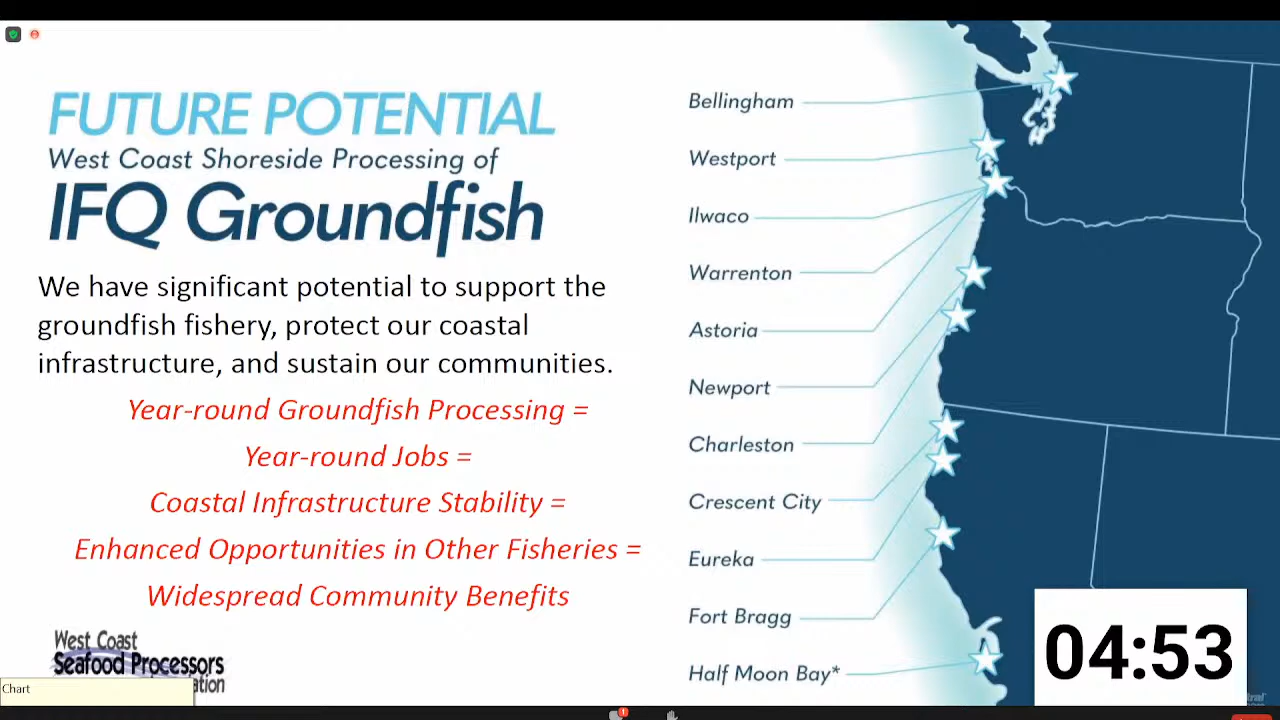 FUTURE POTENTIAL
West Coast Shoreside Processing of
IFQ Groundfish
We have significant potential to support the
groundfish fishery, protect our coastal
infrastructure, and sustain our communities.
Year-round Groundfish Processing =
Year-round Jobs =
Coastal Infrastructure Stability =
Enhanced Opportunities in Other Fisheries =
Widespread Community Benefits
West Coast
Seafood Processors
Chart
Bellingham
Westport
Ilwaco
Warrenton
Astoria
Newport
Charleston
Crescent City
Eureka
Fort Bragg
Half Moon Bay*
04:53